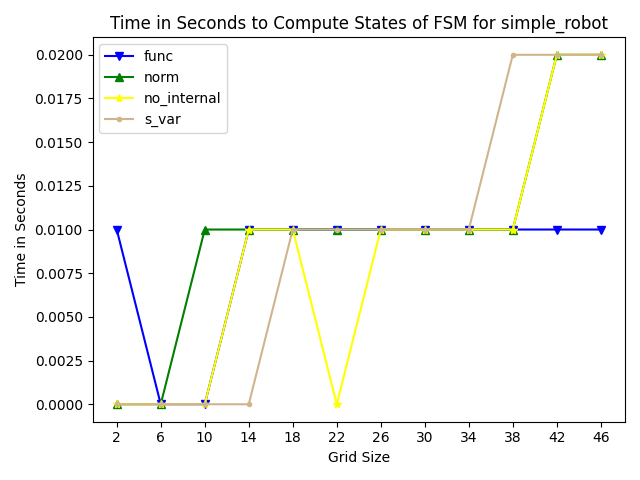 Time in Seconds to Compute States of FSM for simple_robot
func
norm
no_internal
s_var
Time in Seconds
0.0200
0.0175
0.0150
0.0125
0.0100
0.0075
0.0050
0.0025
0.0000
2 6 10 14 18 22 26 30 34 38 42 46
Grid Size